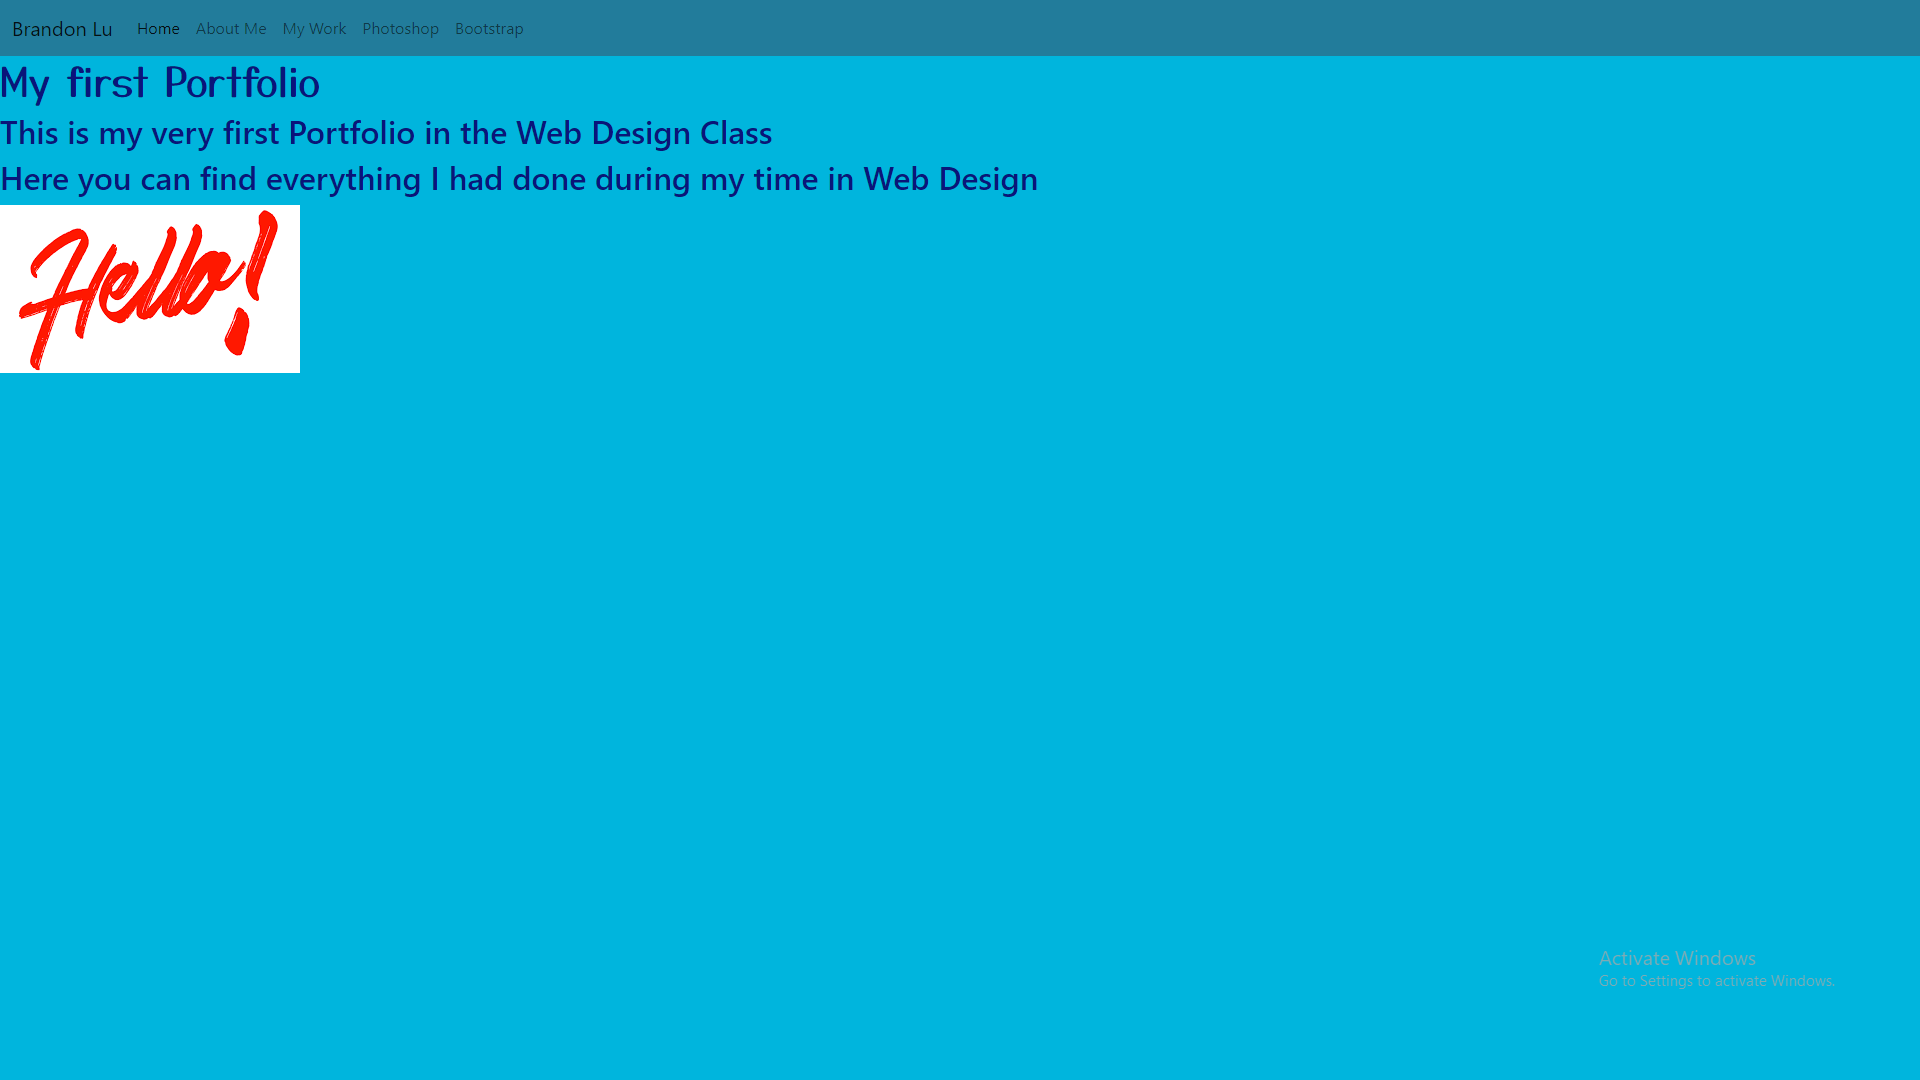 Brandon Lu Home About Me My Work Photoshop Bootstrap
My first Portfolio
This is my very first Portfolio in the Web Design Class
Here you can find everything I had done during my time in Web Design
Hello!
Activate Windows
Go to Settings to activate Windows.